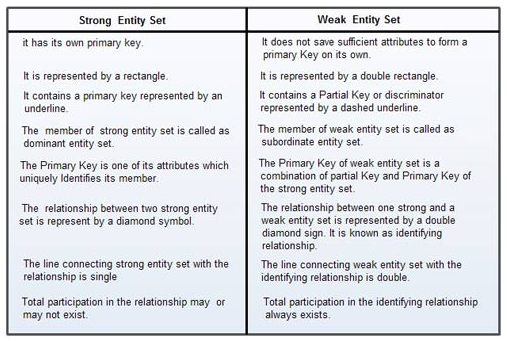 Strong Entity Set
Weak Entity Set
it has its own primary key.
It does not save sufficient attributes to form a
primary Key on its own.
It is represented by a rectangle.
It is represented by a double rectangle.
It contains a primary key represented by an
underline.
It contains a Partial Key or discriminator
represented by a dashed underline.
The member of strong entity set is called as
dominant entity set.
The member of weak entity set is called as
subordinate entity set.
The Primary Key is one of its attributes which
uniquely Identifies its member.
The Primary Key of weak entity set is a
combination of partial Key and Primary Key of
the strong entity set.
The relationship between two strong entity
set is represent by a diamond symbol.
The relationship between one strong and a
weak entity set is represented by a double
diamond sign. It is known as identifying
relationship.
The line connecting strong entity set with the
relationship is single
The line connecting weak entity set with the
identifying relationship is double.
Total participation in the relationship may or
may not exist.
Total participation in the identifying relationship
always exists.